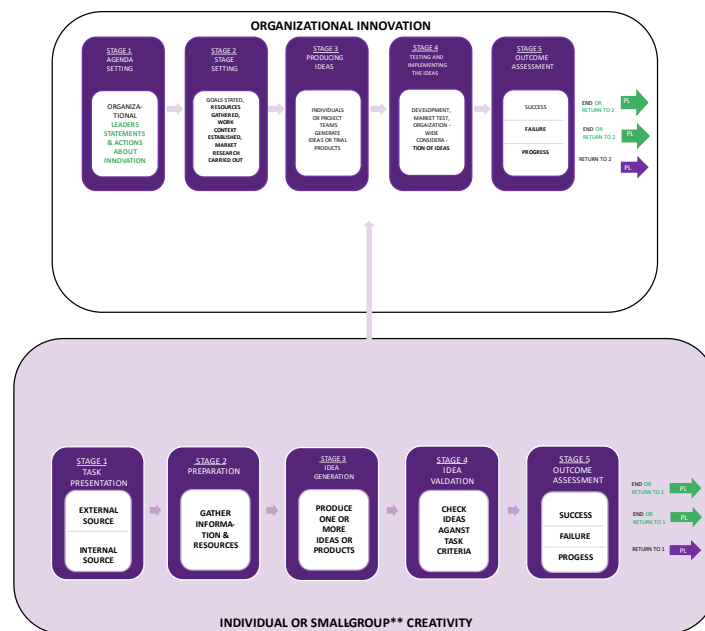 ORGANIZATIONAL INNOVATION
STAGE 1
AGENDA
SETTING
ORGANIZA-
TIONAL
LEADERS
STATEMENTS
& ACTIONS
ABOUT
INNOVATION
STAGE 2
STAGE
SETTING
GOALS STATED,
RESOURCES
GATHERED,
WORK
CONTEXT
ESTABLISHED,
MARKET
RESEARCH
CARRIED OUT
STAGE 3
PRODUCING
IDEAS
INDIVIDUALS
OR PROJECT
TEAMS
GENERATE
IDEAS OR TRIAL
PRODUCTS
STAGE 4
TESTING AND
IMPLEMENTING
THE IDEAS
DEVELOPMENT,
MARKET TEST,
ORGAIZATION -
WIDE
CONSIDERA -
TION OF IDEAS
STAGE 5
OUTCOME
ASSESSMENT
SUCCESS
FAILURE
PROGRESS
END OR
RETURN TO 2
PL
END OR
RETURN TO 2
PL
RETURN TO 2
PL
STAGE 1
TASK
PRESENTATION
EXTERNAL
SOURCE
INTERNAL
SOURCE
STAGE 2
PREPARATION
GATHER
INFORMA-
TION &
RESOURCES
STAGE 3
IDEA
GENERATION
PRODUCE
ONE OR
MORE
IDEAS OR
PRODUCTS
STAGE 4
IDEA
VALDATION
CHECK
IDEAS
AGANST
TASK
CRITERIA
STAGE 5
OUTCOME
ASSESSMENT
SUCCESS
FAILURE
PROGESS
END OR
RETURN TO 1
PL
END OR
RETURN TO 1
PL
RETURN TO 1
PL
INDIVIDUAL OR SMALL-GROUP** CREATIVITY